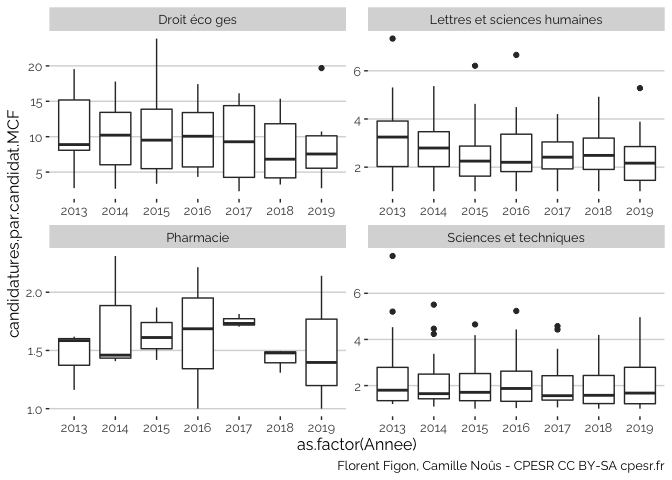 Droit éco ges
Lettres et sciences humaines
20
15
10
5
6
4
2
2013 2014 2015 2016 2017 2018 2019
2013 2014 2015 2016 2017 2018 2019
Pharmacie
Sciences et techniques
2.0
1.5
1.0
6
4
2
2013 2014 2015 2016 2017 2018 2019
2013 2014 2015 2016 2017 2018 2019
candidatures.par.candidat.MCF
as.factor(Annee)
Florent Figon, Camille Noûs - CPESR CC BY-SA cpesr.fr